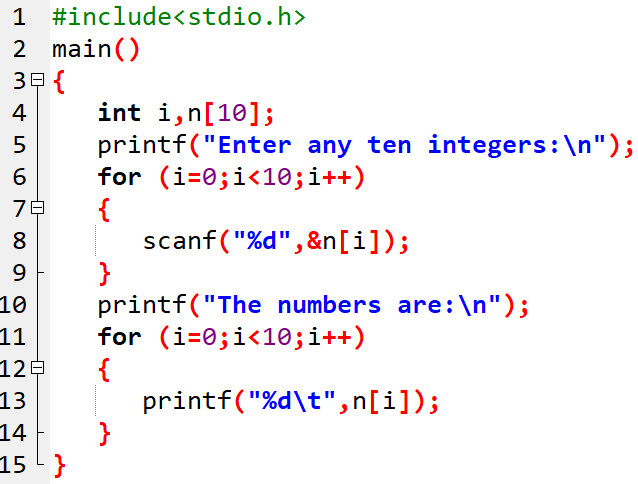 1 #include<stdio.h>
2 main()
3 {
4 int i,n[10];
5 printf("Enter any ten integers:\n");
6 for (i=0;i<10;i++)
7 {
8 scanf("%d",&n[i]);
9 }
10 printf("The numbers are:\n");
11 for (i=0;i<10;i++)
12 {
13 printf("%d\t",n[i]);
14 }
15 }